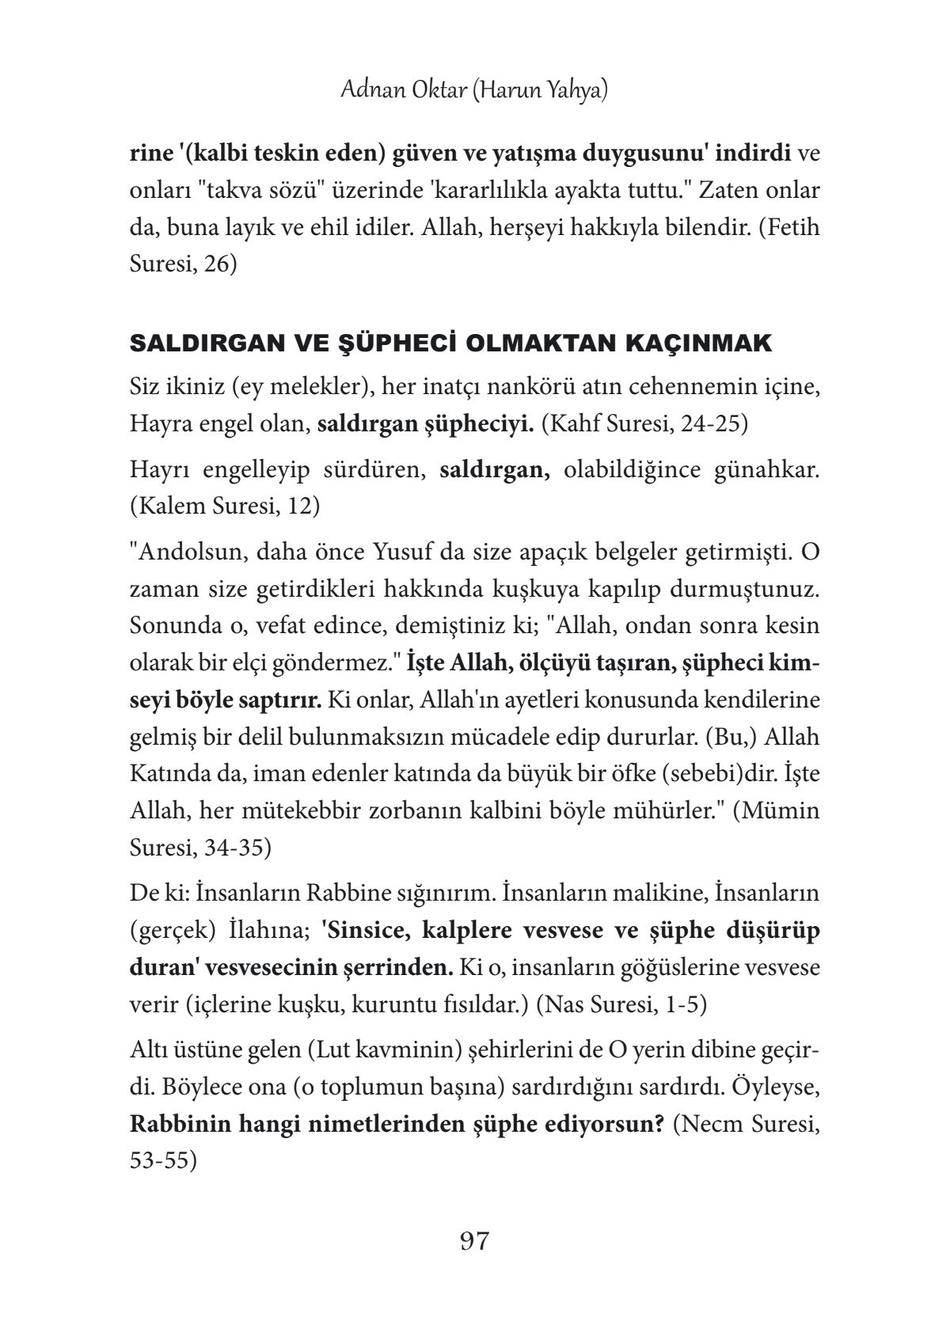 Adnan Oktar (Harun Yahya)
rine '(kalbi teskin eden) güven ve yatışma duygusunu' indirdi ve
onları "takva sözü" üzerinde 'kararlılıkla ayakta tuttu." Zaten onlar
da, buna layık ve ehil idiler. Allah, herşeyi hakkıyla bilendir. (Fetih
Suresi, 26)
SALDIRGAN VE ŞÜPHECİ OLMAKTAN KAÇINMAK
Siz ikiniz (ey melekler), her inatçı nankörü atın cehennemin içine,
Hayra engel olan, saldırgan şüpheciyi. (Kahf Suresi, 24-25)
Hayrı engelleyip sürdüren, saldırgan, olabildiğince günahkar.
(Kalem Suresi, 12)
"Andolsun, daha önce Yusuf da size apaçık belgeler getirmişti. O
zaman size getirdikleri hakkında kuşkuya kapılıp durmuştunuz.
Sonunda o, vefat edince, demiştiniz ki; "Allah, ondan sonra kesin
olarak bir elçi göndermez." İşte Allah, ölçüyü taşıran, şüpheci kim-
seyi böyle saptırır. Ki onlar, Allah'ın ayetleri konusunda kendilerine
gelmiş bir delil bulunmaksızın mücadele edip dururlar. (Bu,) Allah
Katında da, iman edenler katında da büyük bir öfke (sebebi)dir. İşte
Allah, her mütekebbir zorbanın kalbini böyle mühürler." (Mümin
Suresi, 34-35)
De ki: İnsanların Rabbine sığınırım. İnsanların malikine, İnsanların
(gerçek) İlahına; 'Sinsice, kalplere vesvese ve şüphe düşürüp
duran' vesvesecinin şerrinden. Ki o, insanların göğüslerine vesvese
verir (içlerine kuşku, kuruntu fısıldar.) (Nas Suresi, 1-5)
Altı üstüne gelen (Lut kavminin) şehirlerini de O yerin dibine geçir-
di. Böylece ona (o toplumun başına) sardırdığını sardırdı. Öyleyse,
Rabbinin hangi nimetlerinden şüphe ediyorsun? (Necm Suresi,
53-55)
97